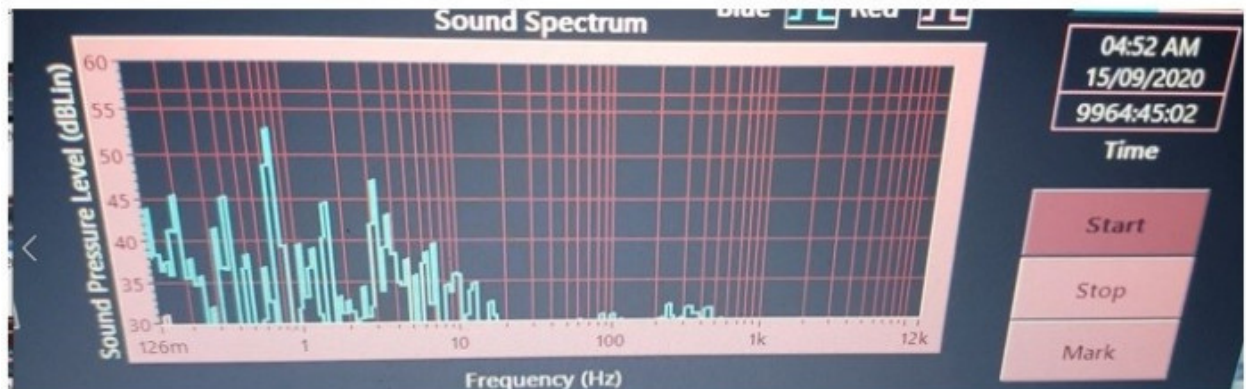 Sound Spectrum
Blue
Red
60
55
50
45
40
35
30
Sound Pressure Level (dBLin)
126m
1
10
100
1k
12k
Frequency (Hz)
04:52 AM
15/09/2020
9964:45:02
Time
Start
Stop
Mark